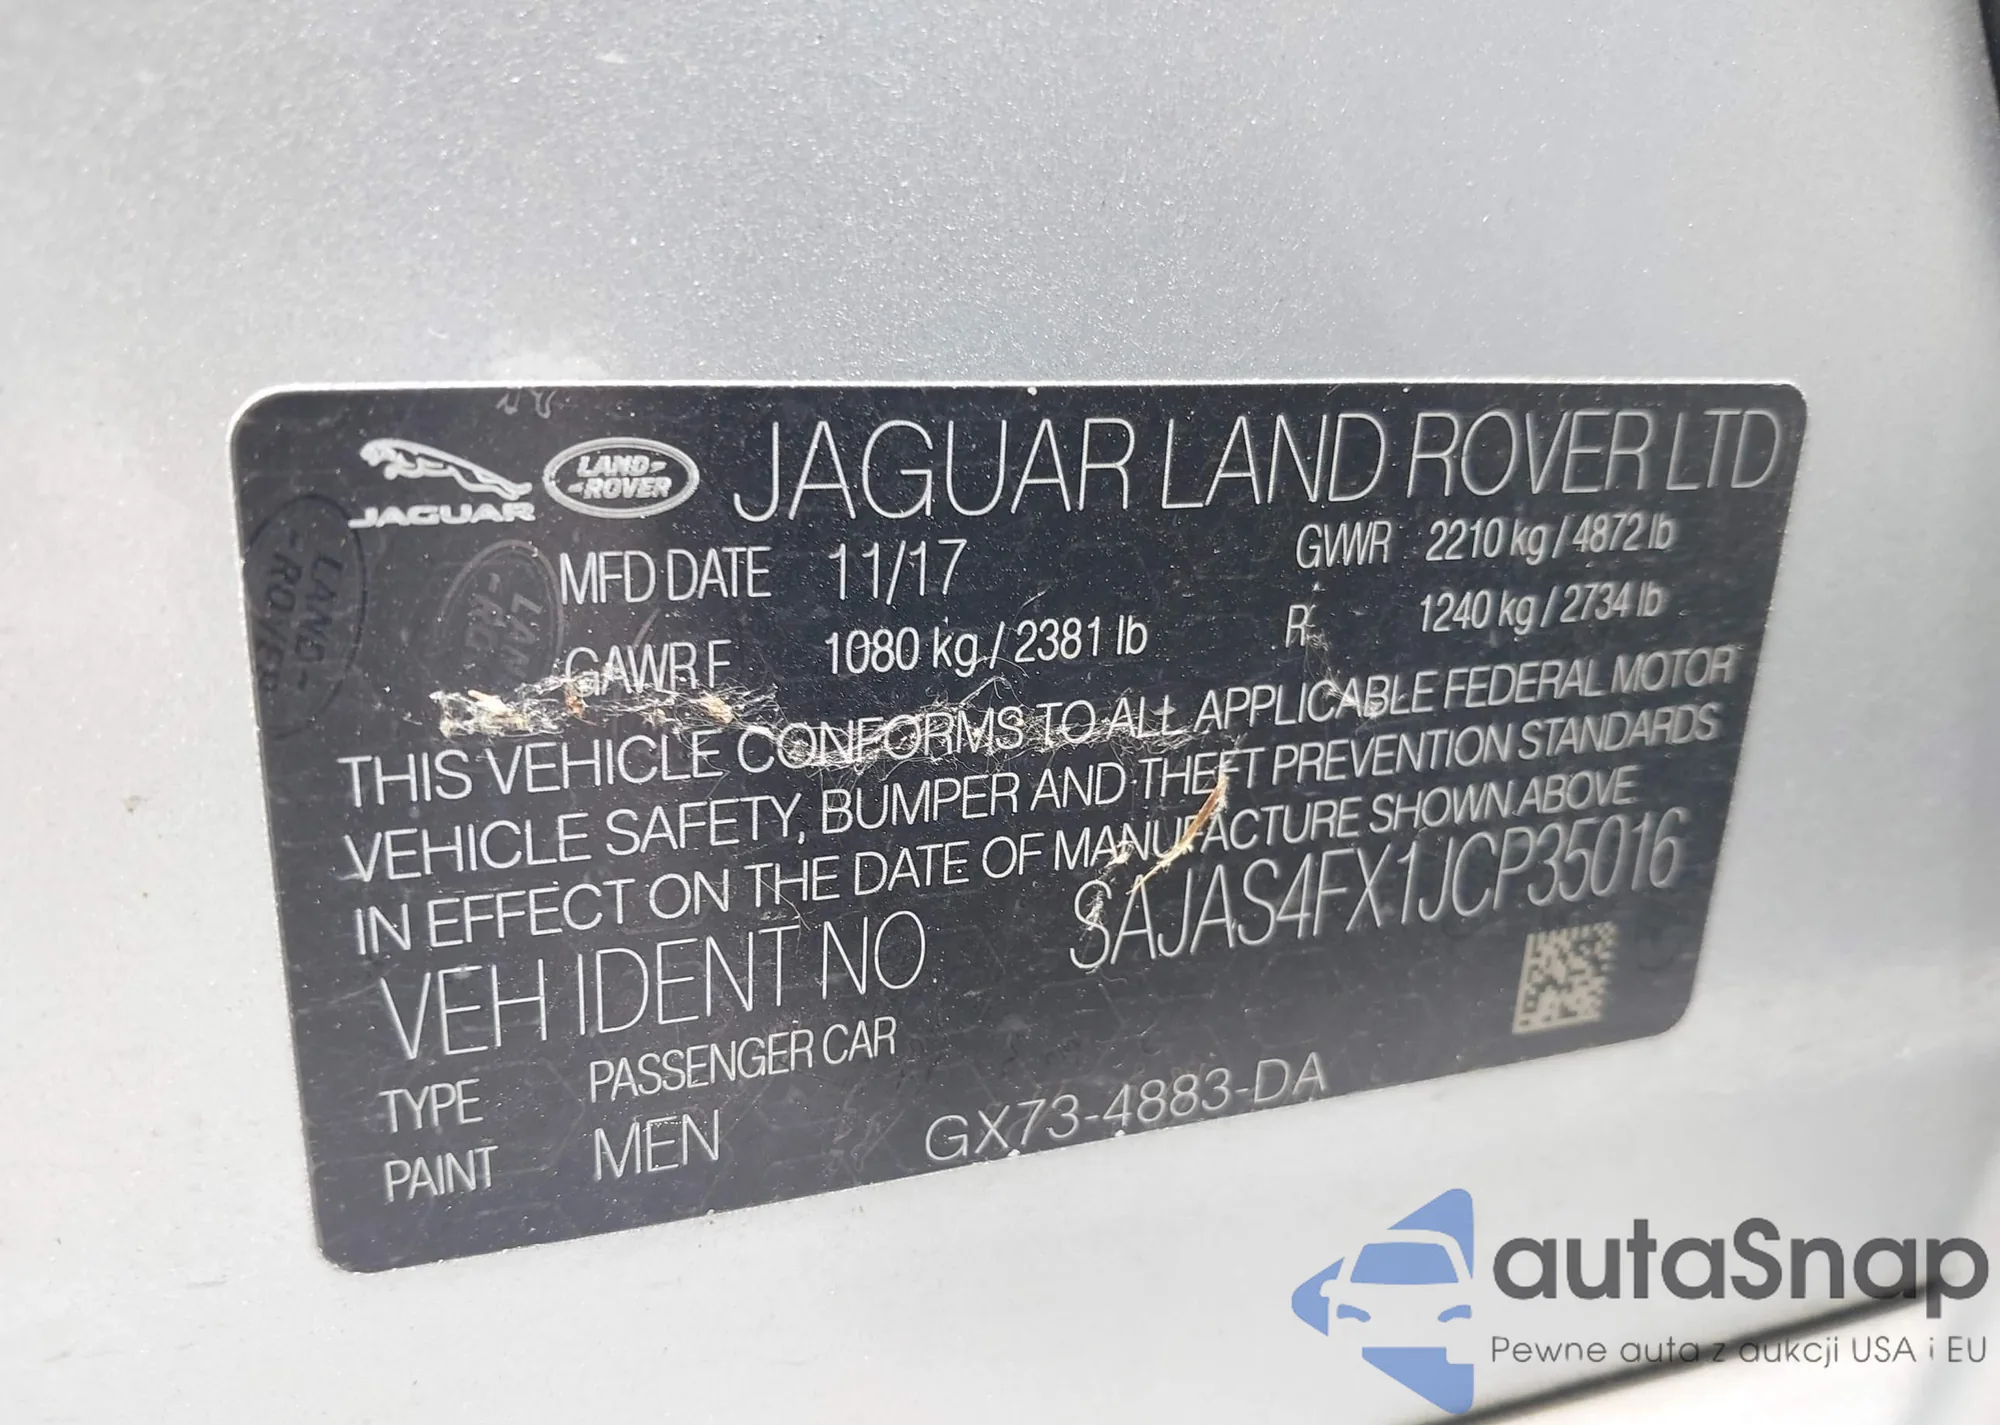 JAGUAR LAND-ROVER JAGUAR LAND ROVER LTD
MFD DATE 11/17 GVWR 2210 kg / 4872 lb
GAWR F 1080 kg / 2381 lb R 1240 kg / 2734 lb
THIS VEHICLE CONFORMS TO ALL APPLICABLE FEDERAL MOTOR
VEHICLE SAFETY, BUMPER AND THEFT PREVENTION STANDARDS
IN EFFECT ON THE DATE OF MANUFACTURE SHOWN ABOVE
VEH IDENT NO SAJAS4FX1JCP35016
TYPE PASSENGER CAR
PAINT MEN GX73-4883-DA
LAND-
-ROVER
autaSnap
Pewne auta z aukcji USA i EU